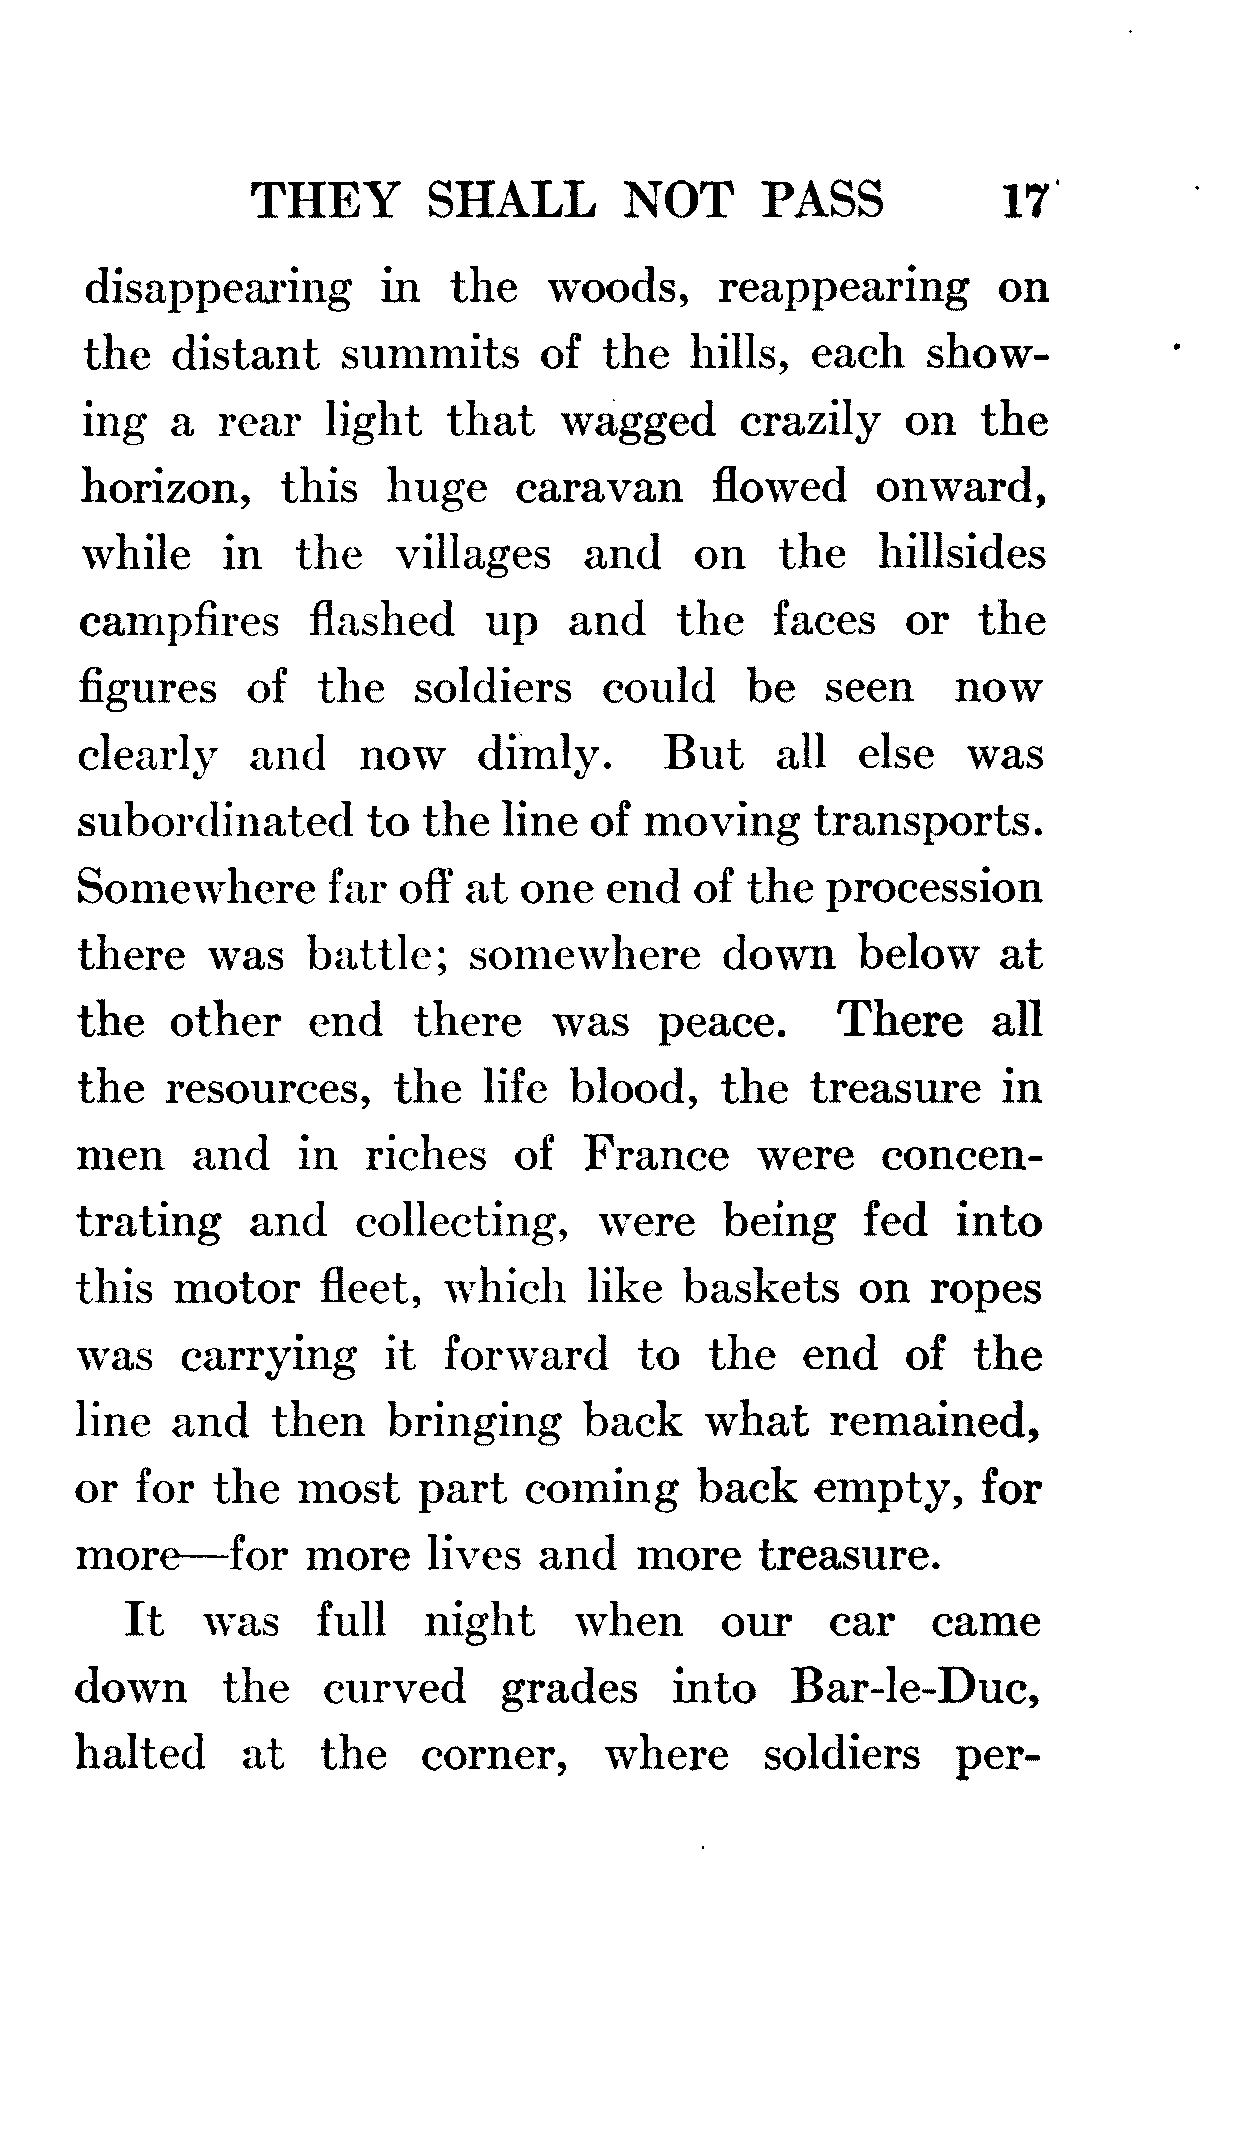 THEY SHALL NOT PASS 17
disappearing in the woods, reappearing on
the distant summits of the hills, each show-
ing a rear light that wagged crazily on the
horizon, this huge caravan flowed onward,
while in the villages and on the hillsides
campfires flashed up and the faces or the
figures of the soldiers could be seen now
clearly and now dimly. But all else was
subordinated to the line of moving transports.
Somewhere far off at one end of the procession
there was battle; somewhere down below at
the other end there was peace. There all
the resources, the life blood, the treasure in
men and in riches of France were concen-
trating and collecting, were being fed into
this motor fleet, which like baskets on ropes
was carrying it forward to the end of the
line and then bringing back what remained,
or for the most part coming back empty, for
more—for more lives and more treasure.
It was full night when our car came
down the curved grades into Bar-le-Duc,
halted at the corner, where soldiers per-